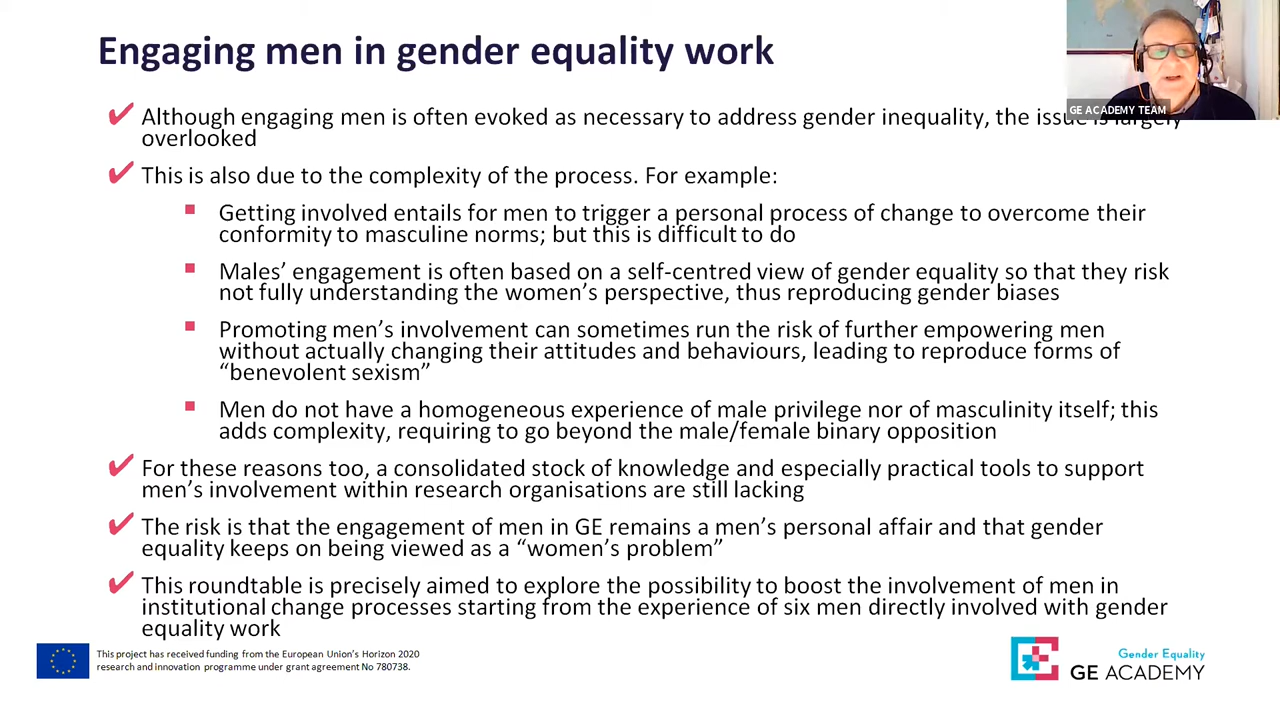 Engaging men in gender equality work
GE ACADEMY TEAM
✔ Although engaging men is often evoked as necessary to address gender inequality, the issue is largely
overlooked
✔ This is also due to the complexity of the process. For example:
▪ Getting involved entails for men to trigger a personal process of change to overcome their
conformity to masculine norms; but this is difficult to do
▪ Males’ engagement is often based on a self-centred view of gender equality so that they risk
not fully understanding the women’s perspective, thus reproducing gender biases
▪ Promoting men’s involvement can sometimes run the risk of further empowering men
without actually changing their attitudes and behaviours, leading to reproduce forms of
“benevolent sexism”
▪ Men do not have a homogeneous experience of male privilege nor of masculinity itself; this
adds complexity, requiring to go beyond the male/female binary opposition
✔ For these reasons too, a consolidated stock of knowledge and especially practical tools to support
men’s involvement within research organisations are still lacking
✔ The risk is that the engagement of men in GE remains a men’s personal affair and that gender
equality keeps on being viewed as a “women’s problem”
✔ This roundtable is precisely aimed to explore the possibility to boost the involvement of men in
institutional change processes starting from the experience of six men directly involved with gender
equality work
This project has received funding from the European Union’s Horizon 2020
research and innovation programme under grant agreement No 780738.
Gender Equality
GE ACADEMY